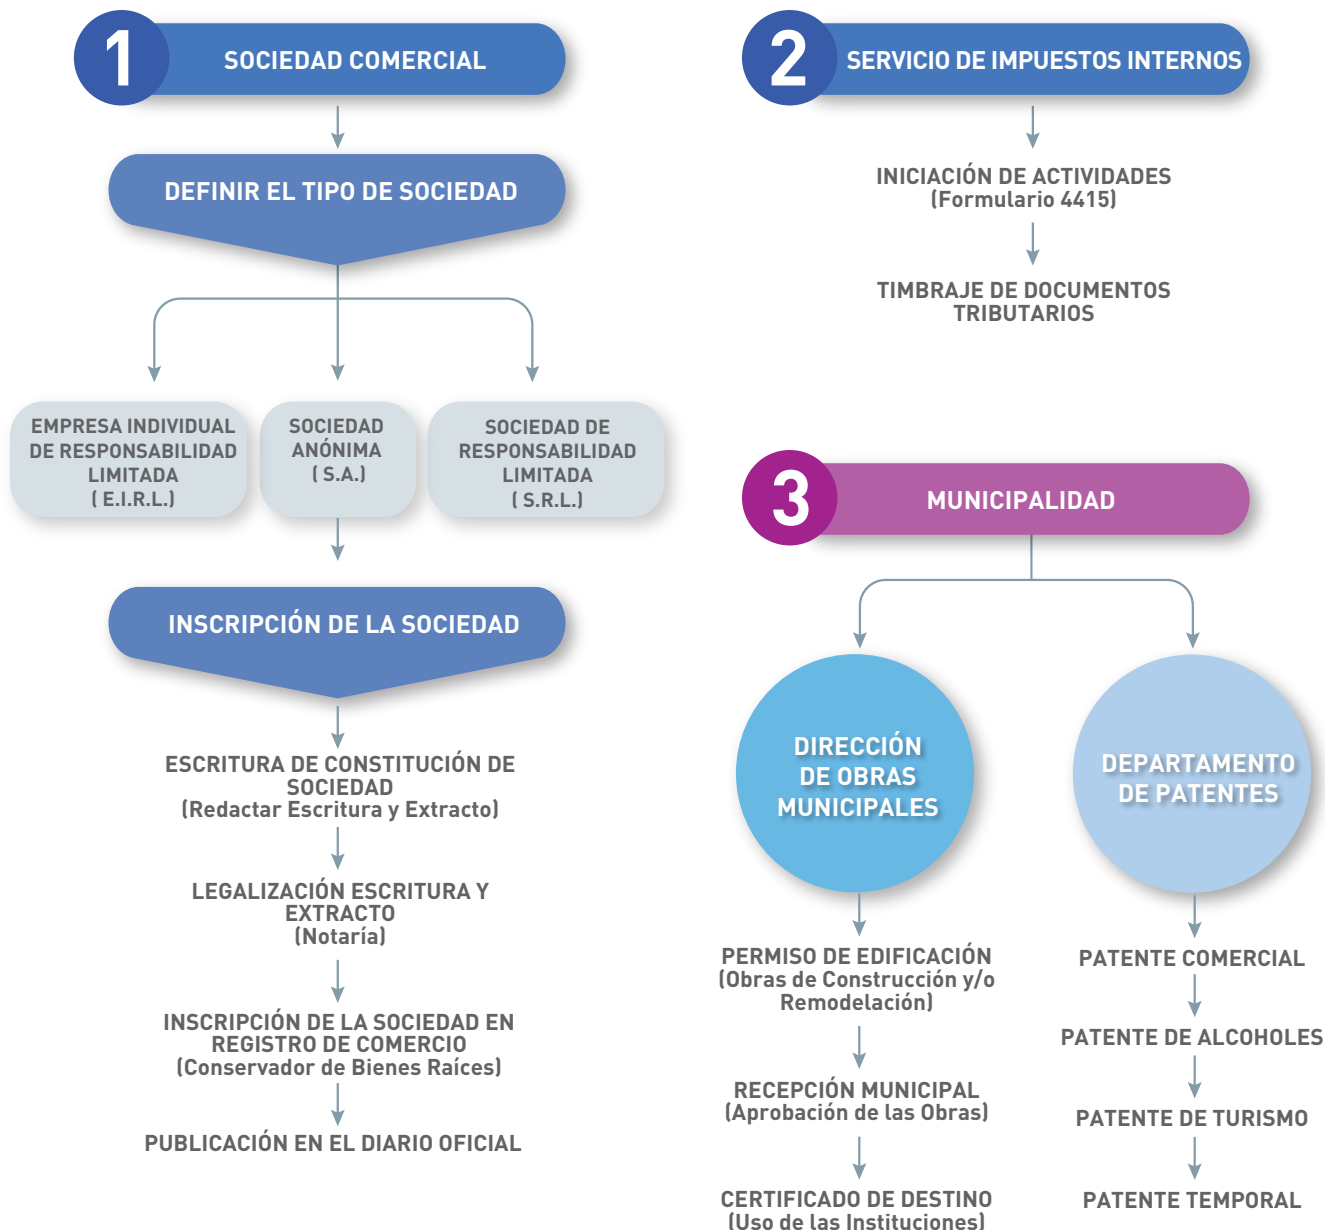 1
SOCIEDAD COMERCIAL
DEFINIR EL TIPO DE SOCIEDAD
EMPRESA INDIVIDUAL
DE RESPONSABILIDAD
LIMITADA
( E.I.R.L.)
SOCIEDAD
ANÓNIMA
( S.A.)
SOCIEDAD DE
RESPONSABILIDAD
LIMITADA
( S.R.L.)
INSCRIPCIÓN DE LA SOCIEDAD
ESCRITURA DE CONSTITUCIÓN DE
SOCIEDAD
(Redactar Escritura y Extracto)
LEGALIZACIÓN ESCRITURA Y
EXTRACTO
(Notaría)
INSCRIPCIÓN DE LA SOCIEDAD EN
REGISTRO DE COMERCIO
(Conservador de Bienes Raíces)
PUBLICACIÓN EN EL DIARIO OFICIAL
2
SERVICIO DE IMPUESTOS INTERNOS
INICIACIÓN DE ACTIVIDADES
(Formulario 4415)
TIMBRAJE DE DOCUMENTOS
TRIBUTARIOS
3
MUNICIPALIDAD
DIRECCIÓN
DE OBRAS
MUNICIPALES
PERMISO DE EDIFICACIÓN
(Obras de Construcción y/o
Remodelación)
RECEPCIÓN MUNICIPAL
(Aprobación de las Obras)
CERTIFICADO DE DESTINO
(Uso de las Instituciones)
DEPARTAMENTO
DE PATENTES
PATENTE COMERCIAL
PATENTE DE ALCOHOLES
PATENTE DE TURISMO
PATENTE TEMPORAL